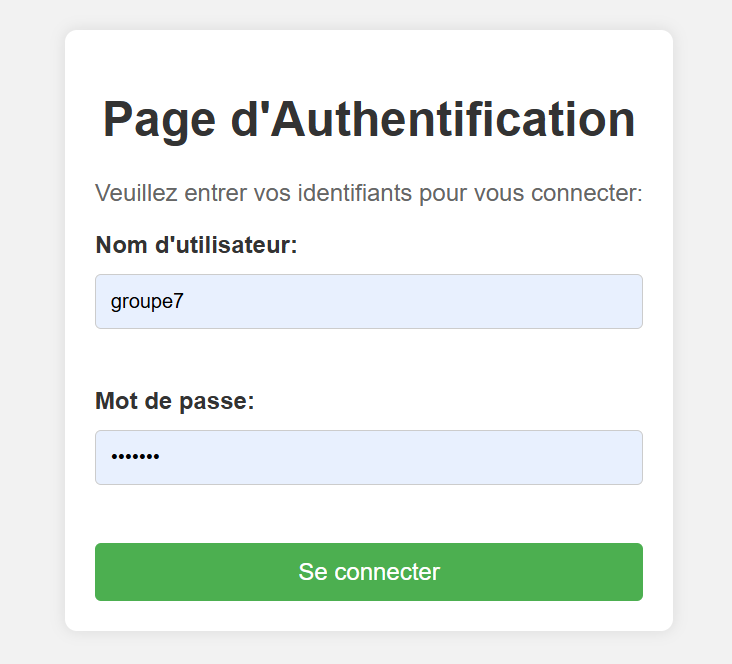 Page d'Authentification
Veuillez entrer vos identifiants pour vous connecter:
Nom d'utilisateur:
groupe7
Mot de passe:
•••••••
Se connecter